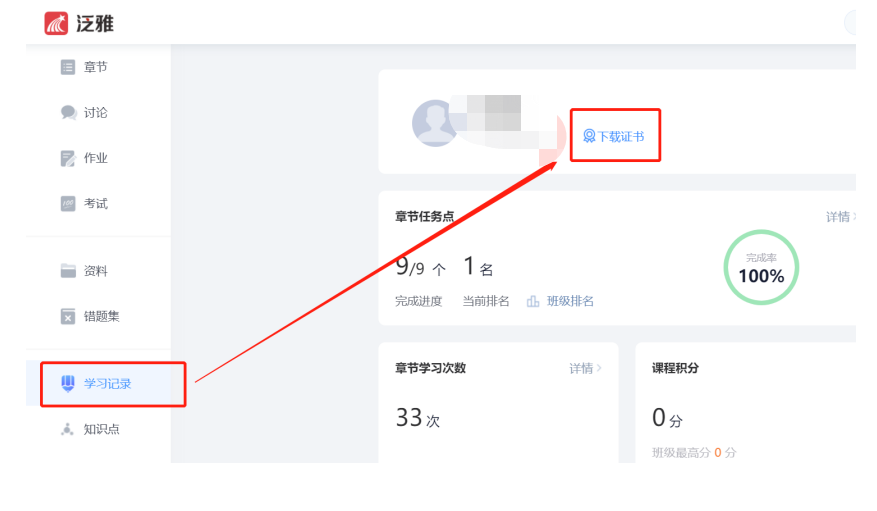 泛雅
章节
讨论
作业
考试
资料
错题集
学习记录
知识点
下载证书
章节任务点
详情 >
9/9 个 1 名
完成进度 当前排名 班级排名
完成率
100%
章节学习次数 详情 >
33 次
课程积分
0 分
班级最高分 0 分